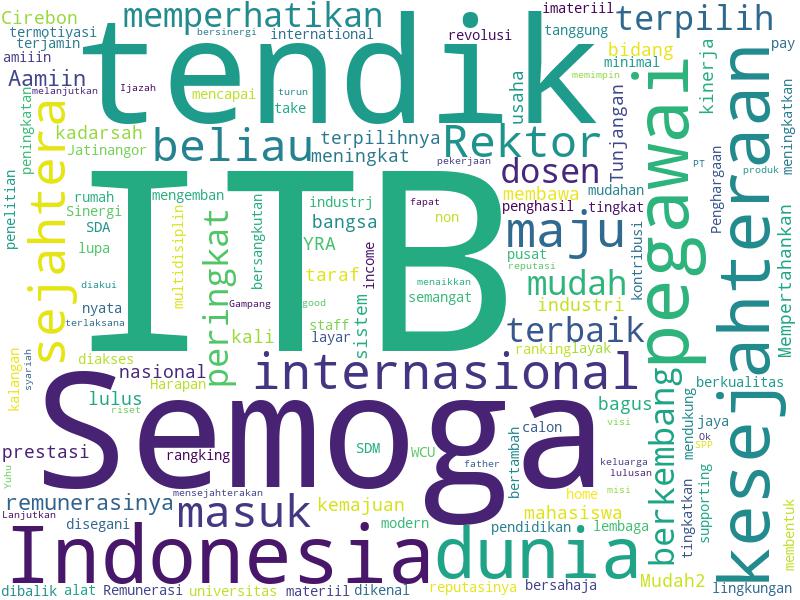 Cirebon
memperhatikan
imateriil
terpilih
termotiyasi
bersinergi
international
revolusi
tanggung
terjamin
tendik
amiiin
bidang
pay
Aamiin
melanjutkan
Ijazah
mencapai
turun
take
usaha
minimal
memimpin
kinerja
peningkatan
sejahtera
kadarsah
Jatinangor
beliau
terpilihnya
meningkat
Rektor
pekerjaan
dosen
Tunjangan
pegawai
PT
Penghargaan
kesejahteraan
produk
meningkatkan
penelitian
rumah
Sinergi
SDA
lupa
mengemban
ITB
industrj
bangsa
YRA
fapat
non
membawa
mudahan
penghasil
tingkat
maju
kontribusi
multidisiplin
peringkat
bersangkutan
taraf
income
pusat
reputasi
diakui
nyata
terlaksana
Gampang
good
menaikkan
semangat
mudah
industri
Mempertahankan
staff
layar
kali
sistem
terbaik
ranking
layak
diakses
kalangan
syariah
nasional
Harapan
internasional
berkembang
berkualitas
Semoga
lulus
riset
bagus
visi
mendukung
jaya
Ok
SPP
prestasi
rangking
SDM
WCU
calon
bertambah
father
keluarga
lulusan
Yuhu
mensejahterakan
home
misi
tingkatkan
supporting
remunerasinya
Lanjutkan
masuk
kemajuan
mahasiswa
disegani
modern
pendidikan
lembaga
membentuk
Indonesia
dunia
Mudah2
dibalik
alat
Remunerasi
universitas
materiil
dikenal
reputasinya
bersahaja
lingkungan